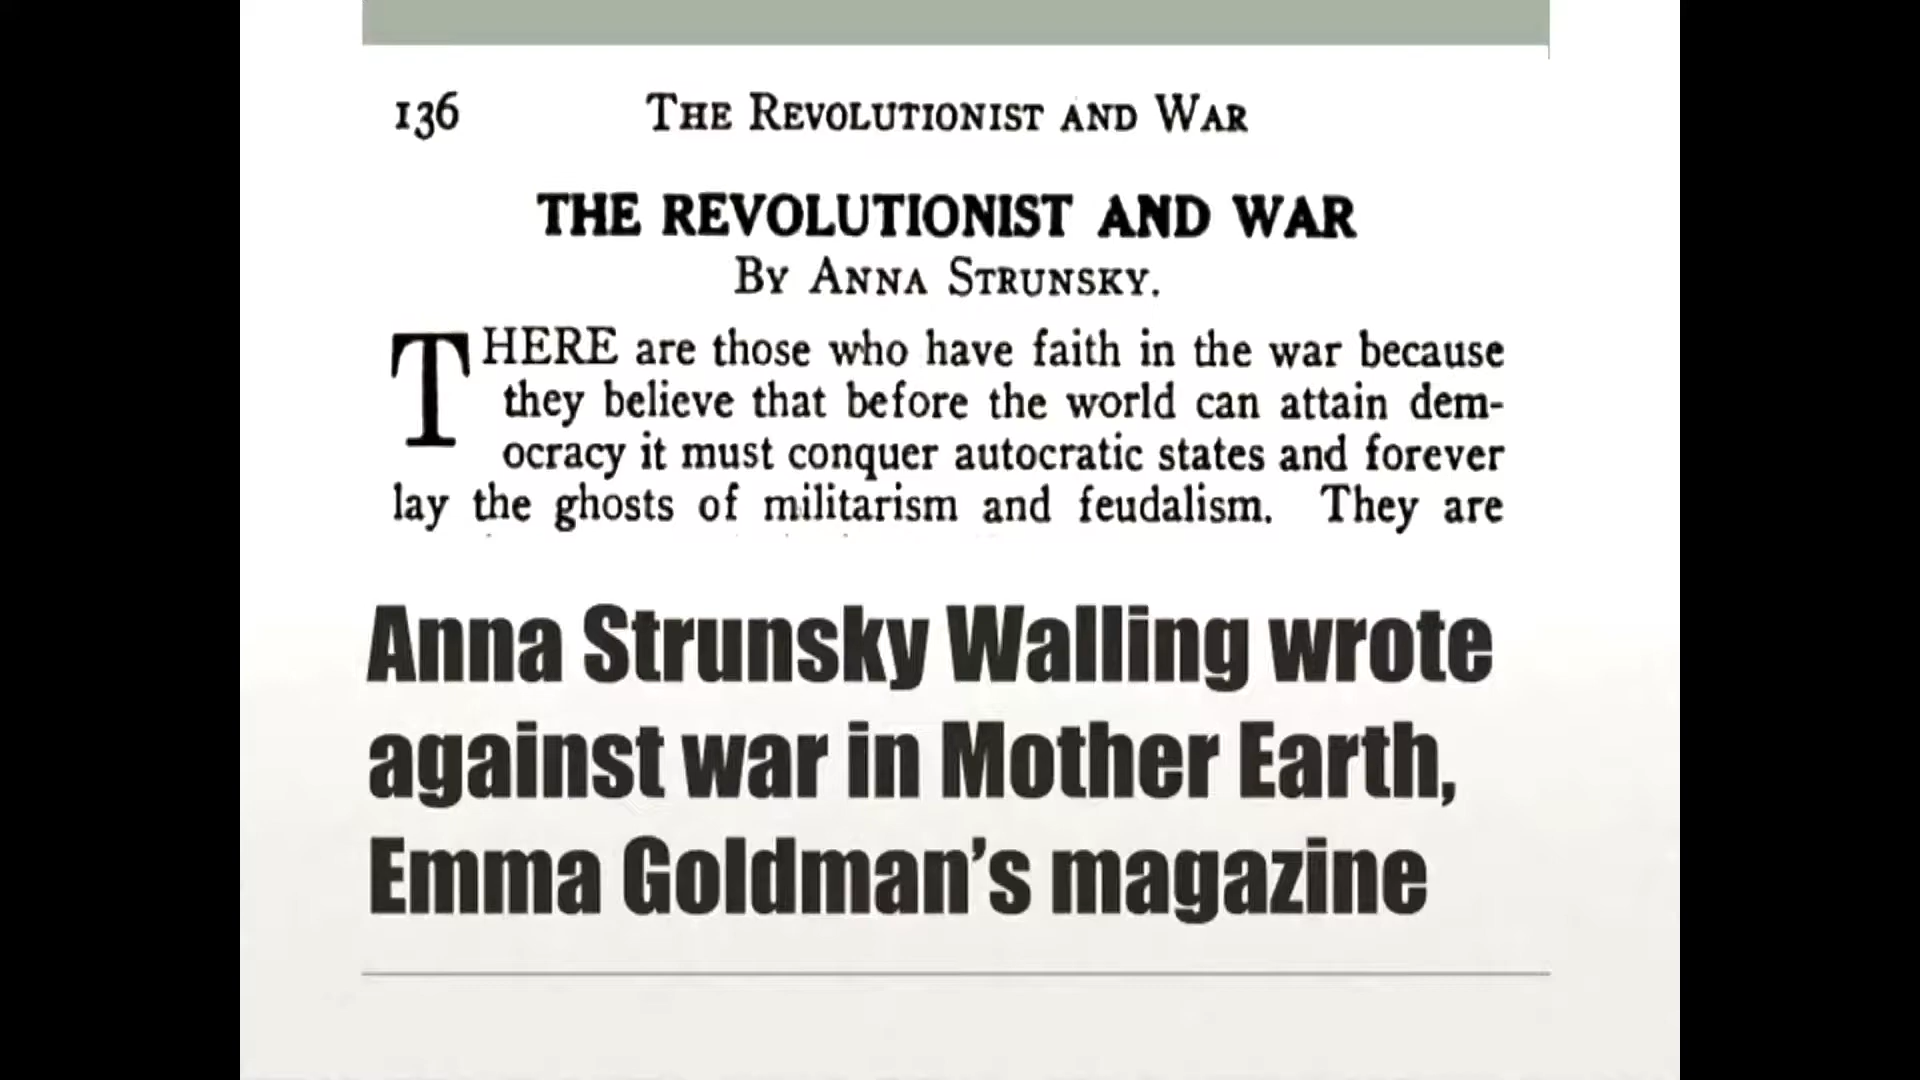 136 The Revolutionist and War
THE REVOLUTIONIST AND WAR
By Anna Strunsky.
THERE are those who have faith in the war because
they believe that before the world can attain dem-
ocracy it must conquer autocratic states and forever
lay the ghosts of militarism and feudalism. They are
Anna Strunsky Walling wrote
against war in Mother Earth,
Emma Goldman’s magazine